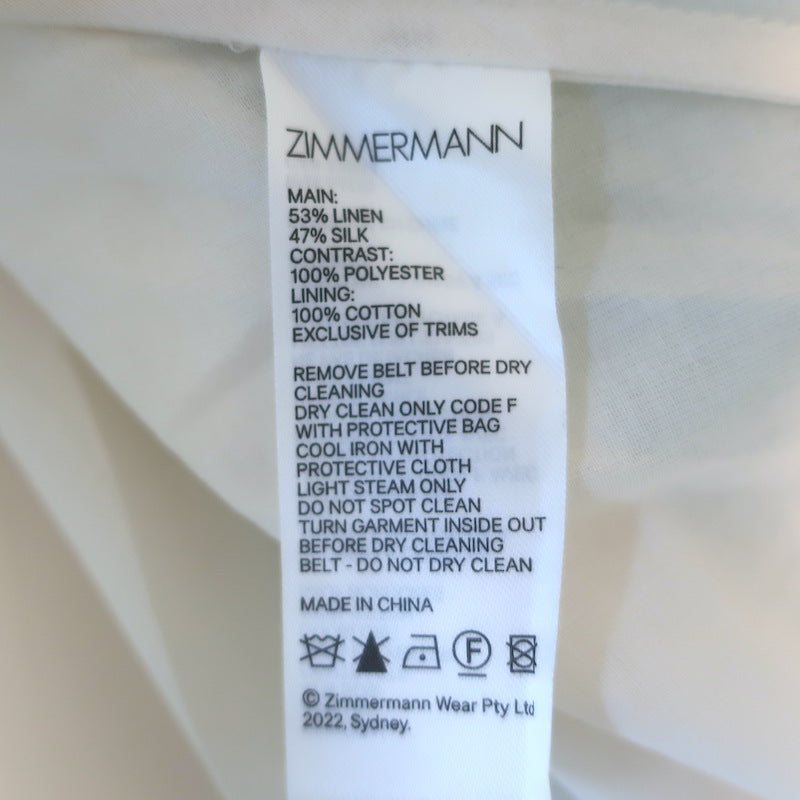 ZIMMERMANN
MAIN:
53% LINEN
47% SILK
CONTRAST:
100% POLYESTER
LINING:
100% COTTON
EXCLUSIVE OF TRIMS
REMOVE BELT BEFORE DRY
CLEANING
DRY CLEAN ONLY CODE F
WITH PROTECTIVE BAG
COOL IRON WITH
PROTECTIVE CLOTH
LIGHT STEAM ONLY
DO NOT SPOT CLEAN
TURN GARMENT INSIDE OUT
BEFORE DRY CLEANING
BELT - DO NOT DRY CLEAN
MADE IN CHINA
F
© Zimmermann Wear Pty Ltd
2022, Sydney.